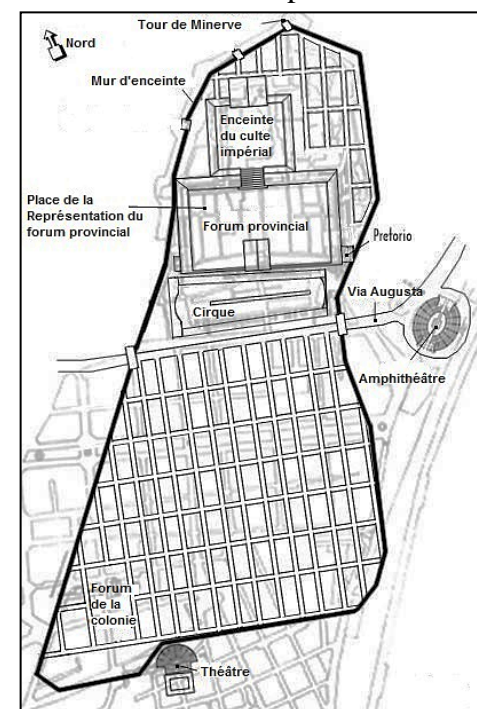 Tour de Minerve
Nord
Mur d'enceinte
Enceinte
du culte
impérial
Place de la
Représentation du
forum provincial
Forum provincial
Pretorio
Via Augusta
Cirque
Amphithéâtre
Forum
de la
colonie
Théâtre